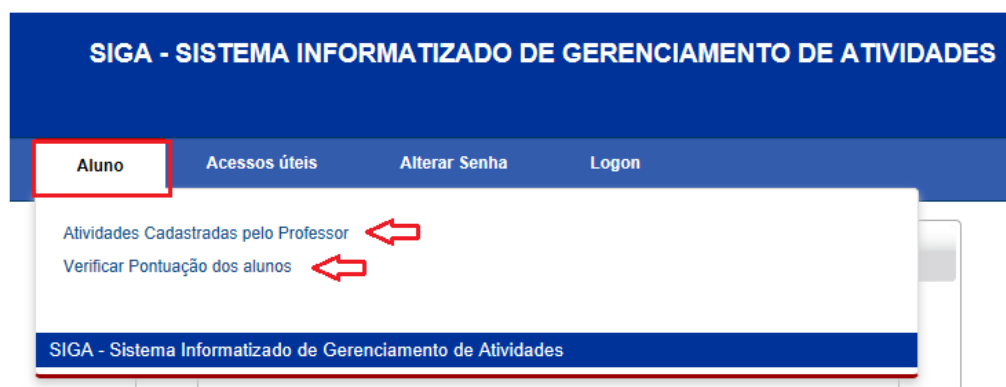 SIGA - SISTEMA INFORMATIZADO DE GERENCIAMENTO DE ATIVIDADES
Aluno Acessos úteis Alterar Senha Logon
Atividades Cadastradas pelo Professor
Verificar Pontuação dos alunos
SIGA - Sistema Informatizado de Gerenciamento de Atividades